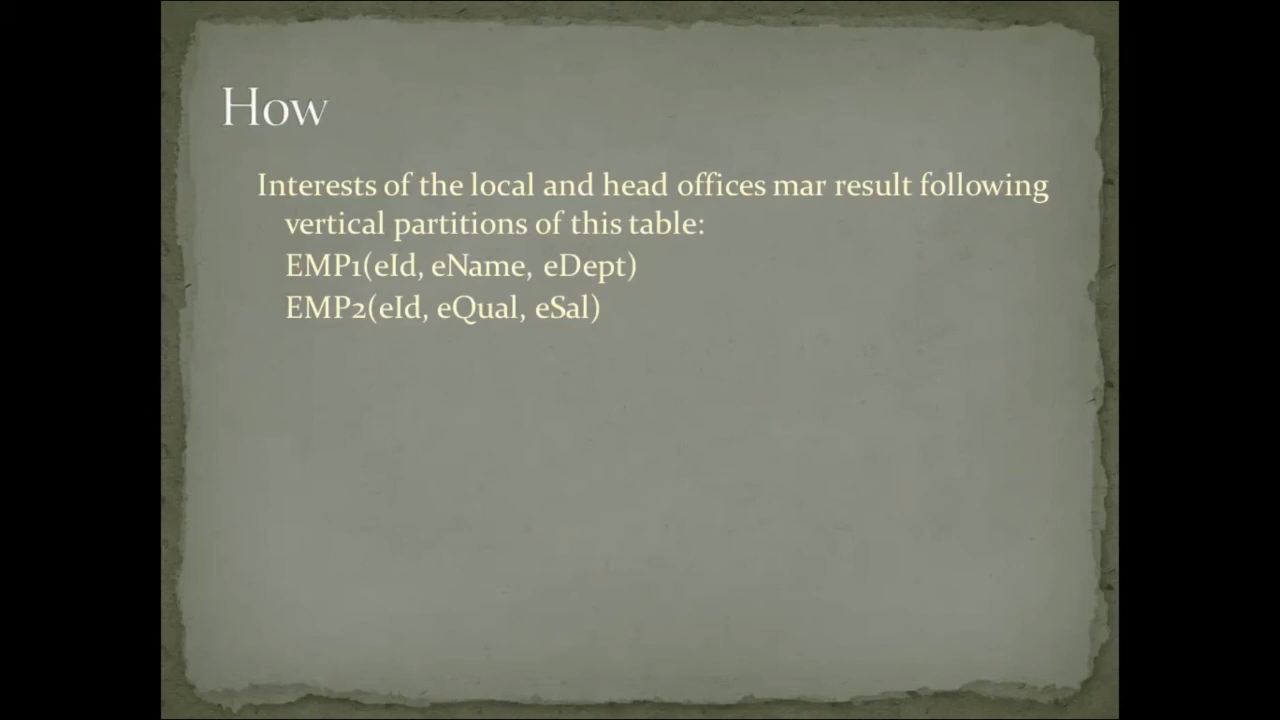 How
Interests of the local and head offices mar result following
vertical partitions of this table:
EMP1(eId, eName, eDept)
EMP2(eId, eQual, eSal)